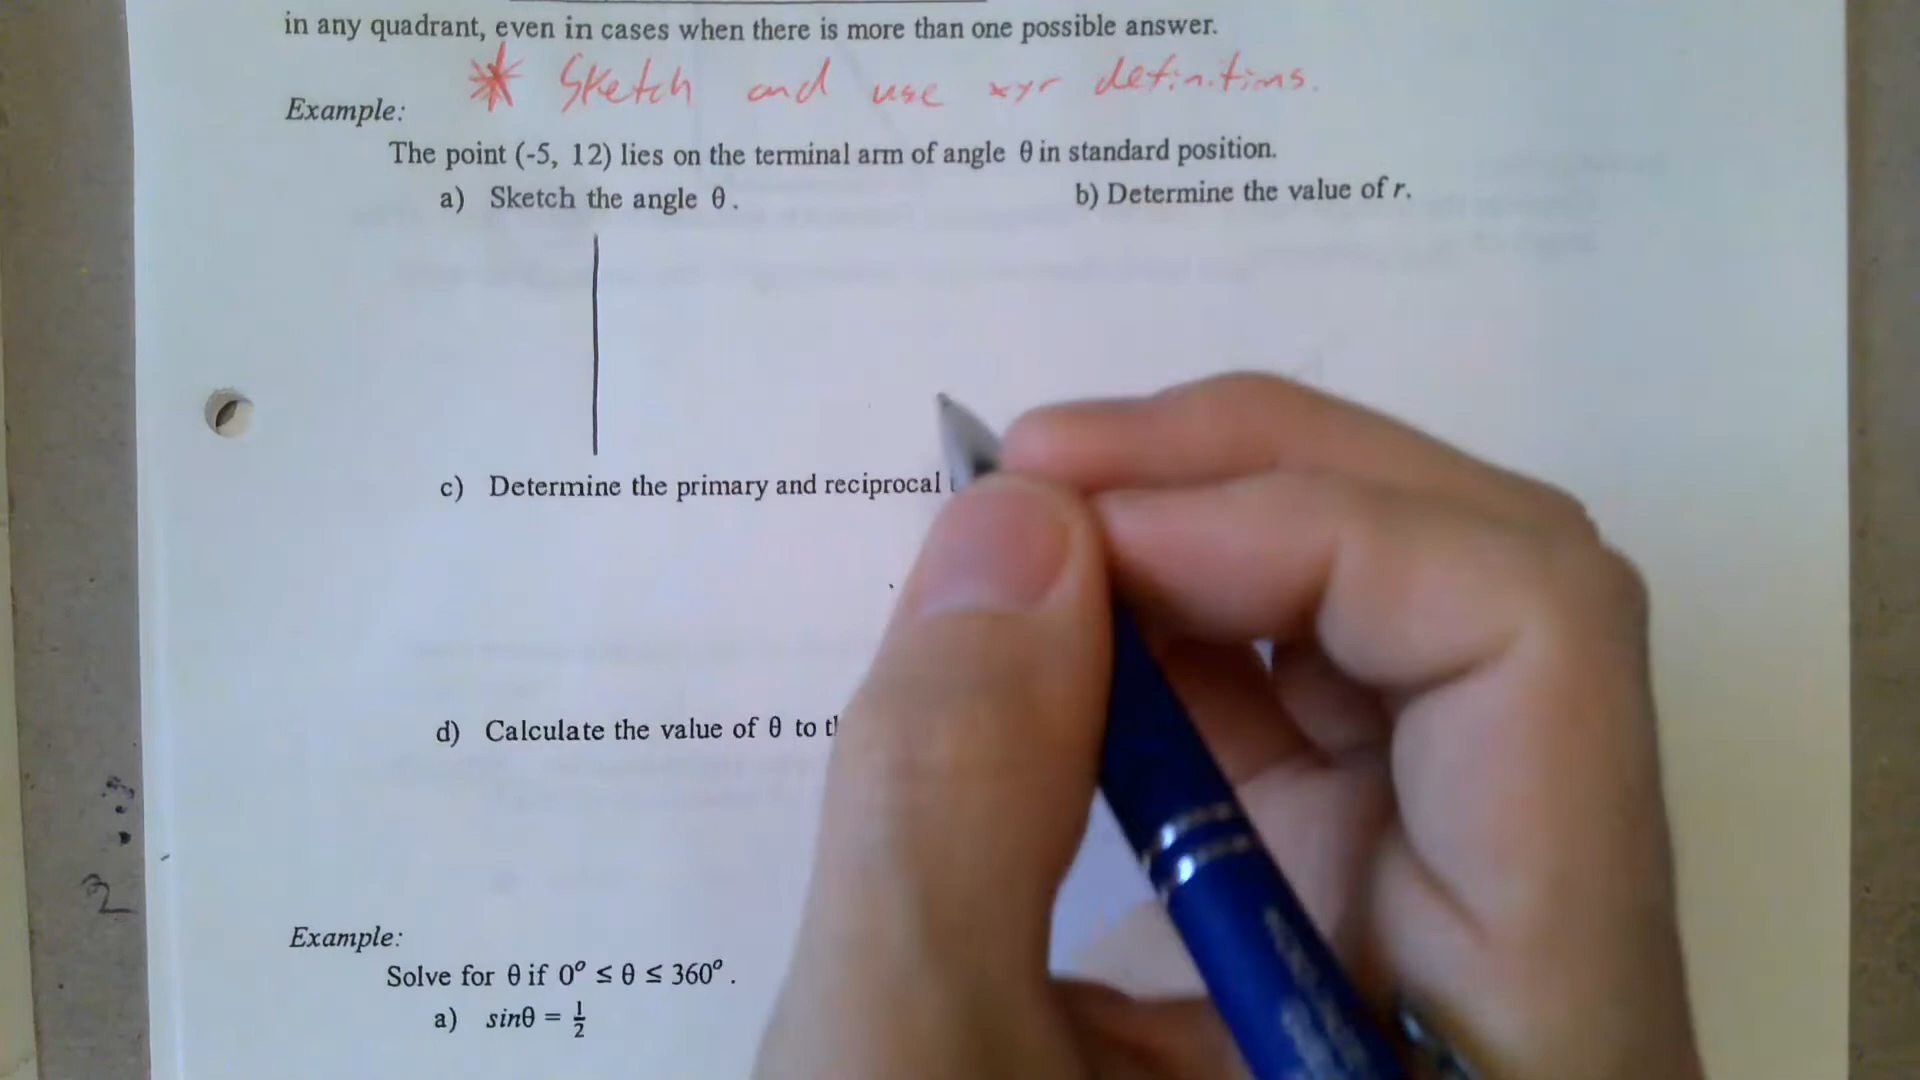 in any quadrant, even in cases when there is more than one possible answer.
* Sketch and use xyr definitions.
Example:
The point (-5, 12) lies on the terminal arm of angle θ in standard position.
a) Sketch the angle θ.
b) Determine the value of r.
c) Determine the primary and reciprocal
d) Calculate the value of θ to
Example:
Solve for θ if 0° ≤ θ ≤ 360°.
a) sinθ = 1/2
2